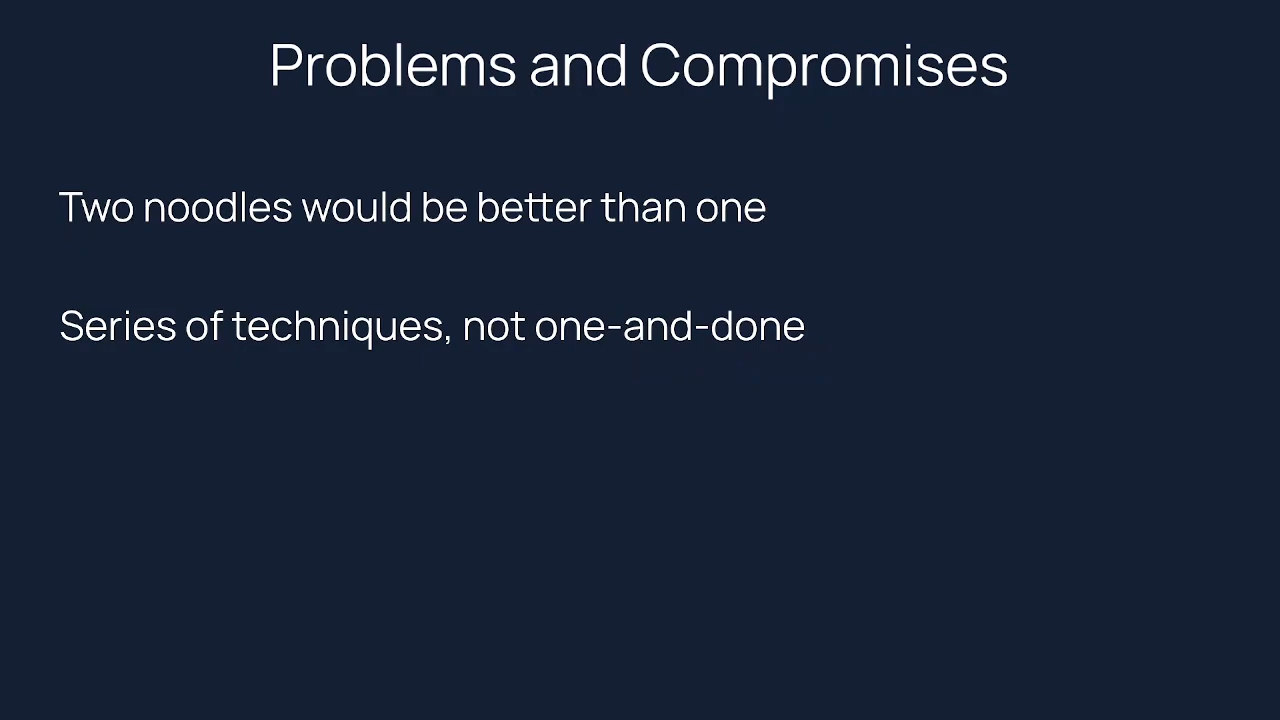 Problems and Compromises
Two noodles would be better than one
Series of techniques, not one-and-done